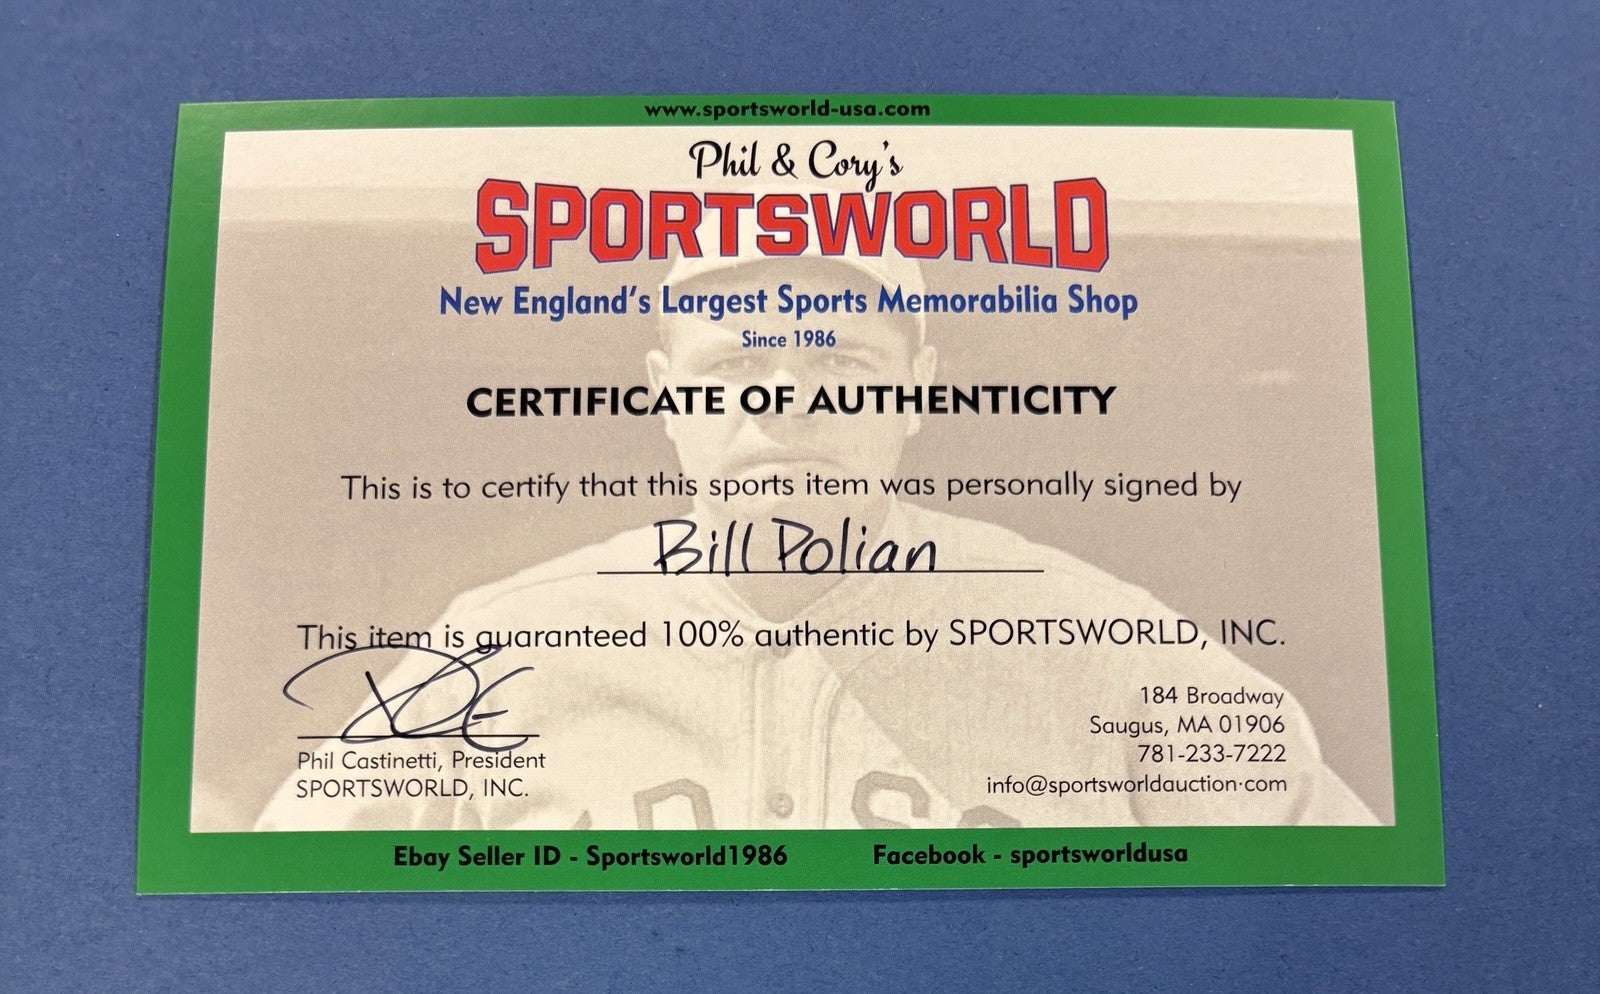 www.sportsworld-usa.com
Phil & Cory's
SPORTSWORLD
New England's Largest Sports Memorabilia Shop
Since 1986
CERTIFICATE OF AUTHENTICITY
This is to certify that this sports item was personally signed by
Bill Polian
This item is guaranteed 100% authentic by SPORTSWORLD, INC.
Phil Castinetti, President
SPORTSWORLD, INC.
184 Broadway
Saugus, MA 01906
781-233-7222
info@sportsworldauction·com
Ebay Seller ID - Sportsworld1986
Facebook - sportsworldusa